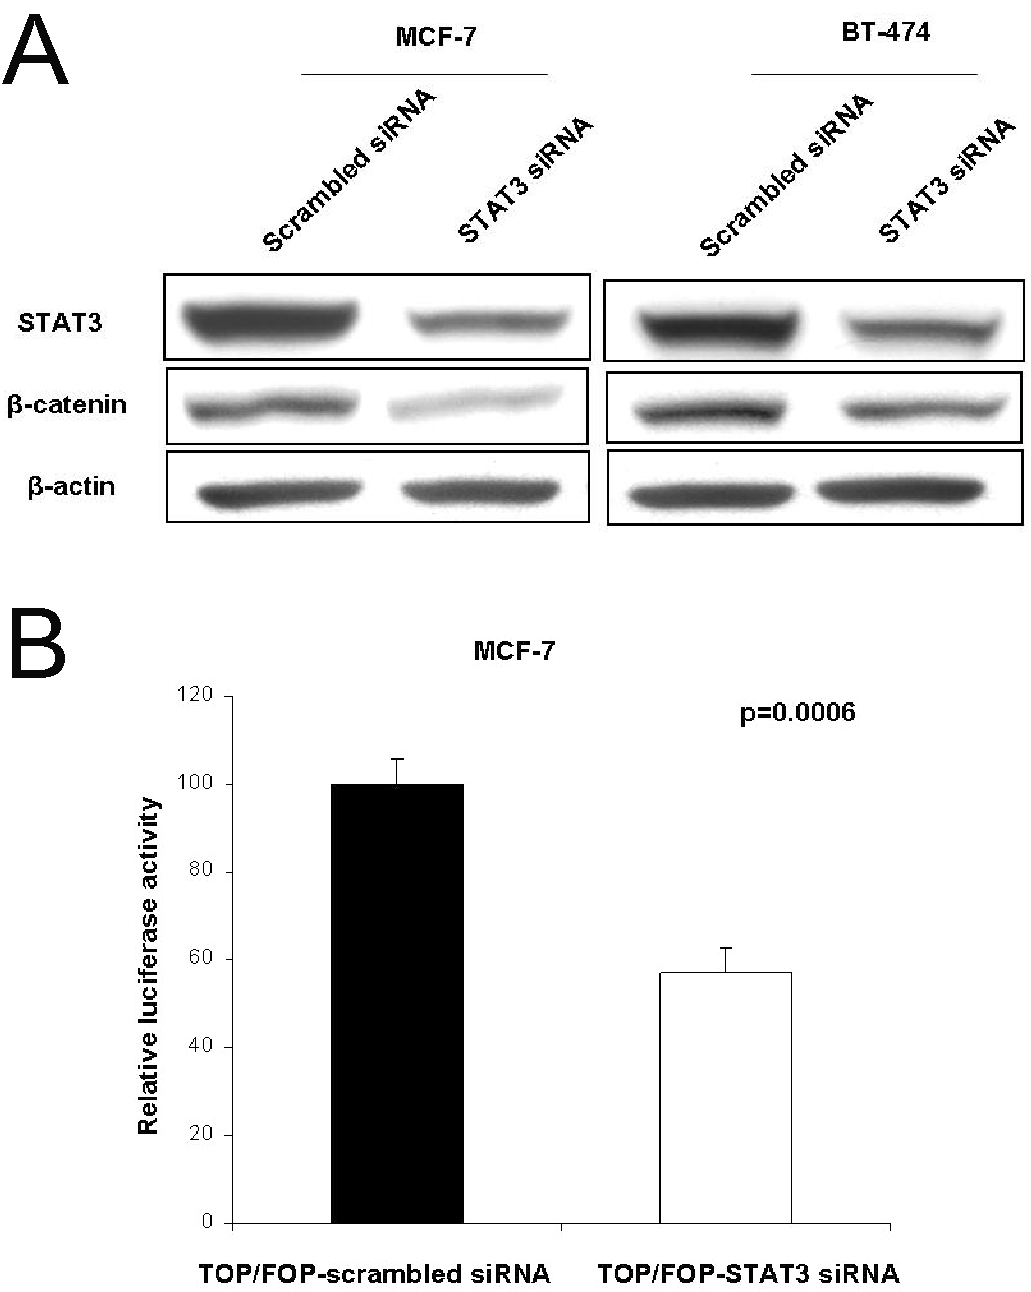 A
MCF-7
BT-474
Scrambled siRNA
STAT3 siRNA
Scrambled siRNA
STAT3 siRNA
STAT3
β-catenin
β-actin
B
MCF-7
p=0.0006
Relative luciferase activity
120
100
80
60
40
20
0
TOP/FOP-scrambled siRNA
TOP/FOP-STAT3 siRNA